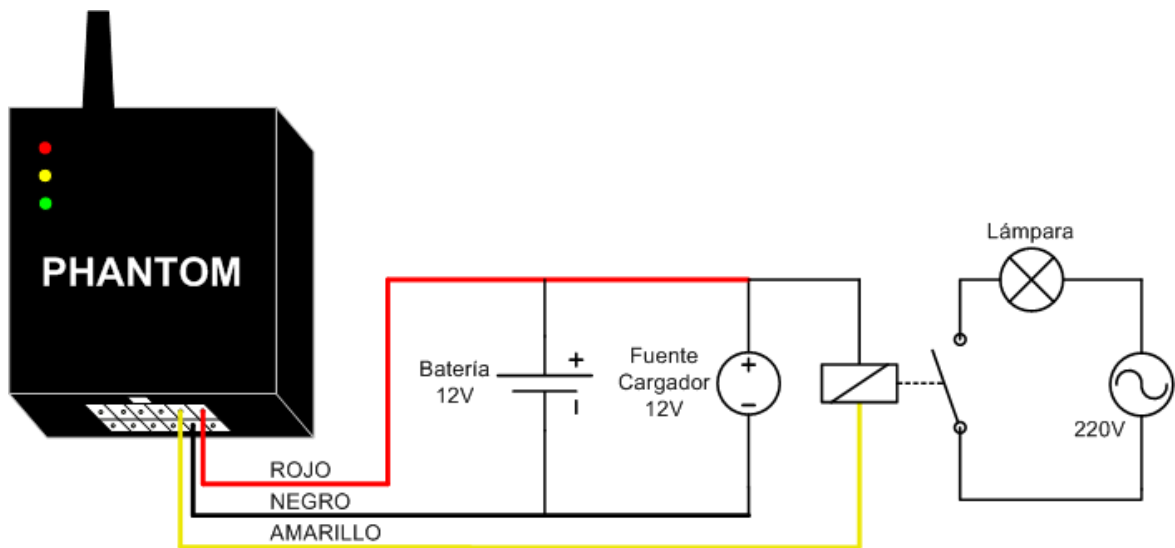 PHANTOM
Lámpara
Batería
12V
Fuente
Cargador
12V
220V
ROJO
NEGRO
AMARILLO